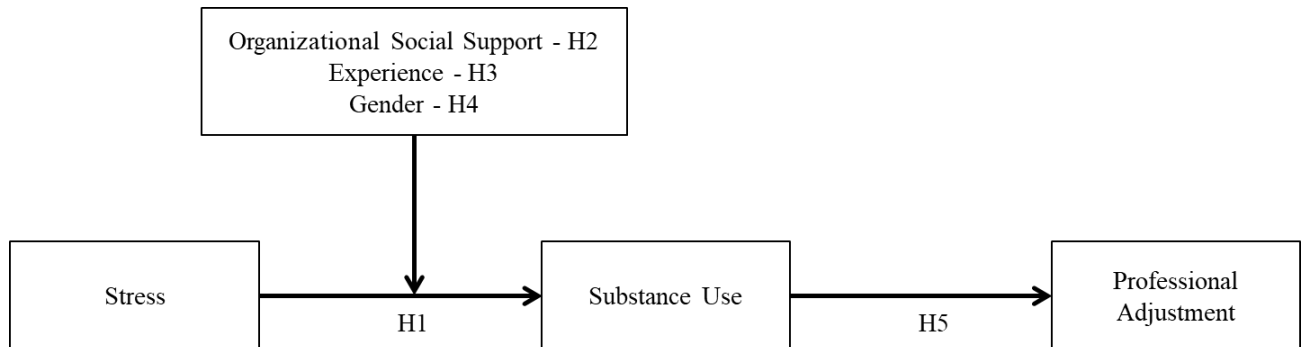 Organizational Social Support - H2
Experience - H3
Gender - H4
Stress
H1
Substance Use
H5
Professional
Adjustment